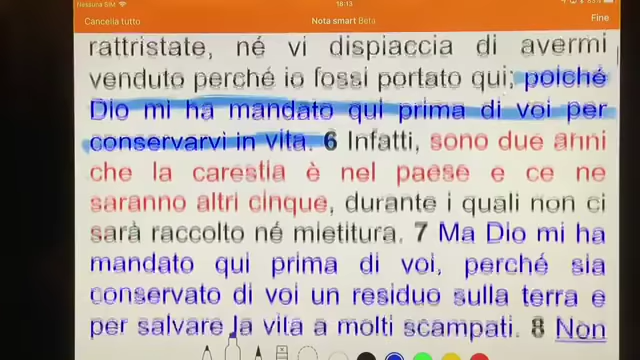 Nessuna SIM
18:13
Cancella tutto
Nota smart Beta
Fine
rattristate, né vi dispiaccia di avermi
venduto perché io fossi portato qui; poiché
Dio mi ha mandato qui prima di voi per
conservarvi in vita. 6 Infatti, sono due anni
che la carestia è nel paese e ce ne
saranno altri cinque, durante i quali non ci
sarà raccolto né mietitura. 7 Ma Dio mi ha
mandato qui prima di voi, perché sia
conservato di voi un residuo sulla terra e
per salvare la vita a molti scampati. 8 Non